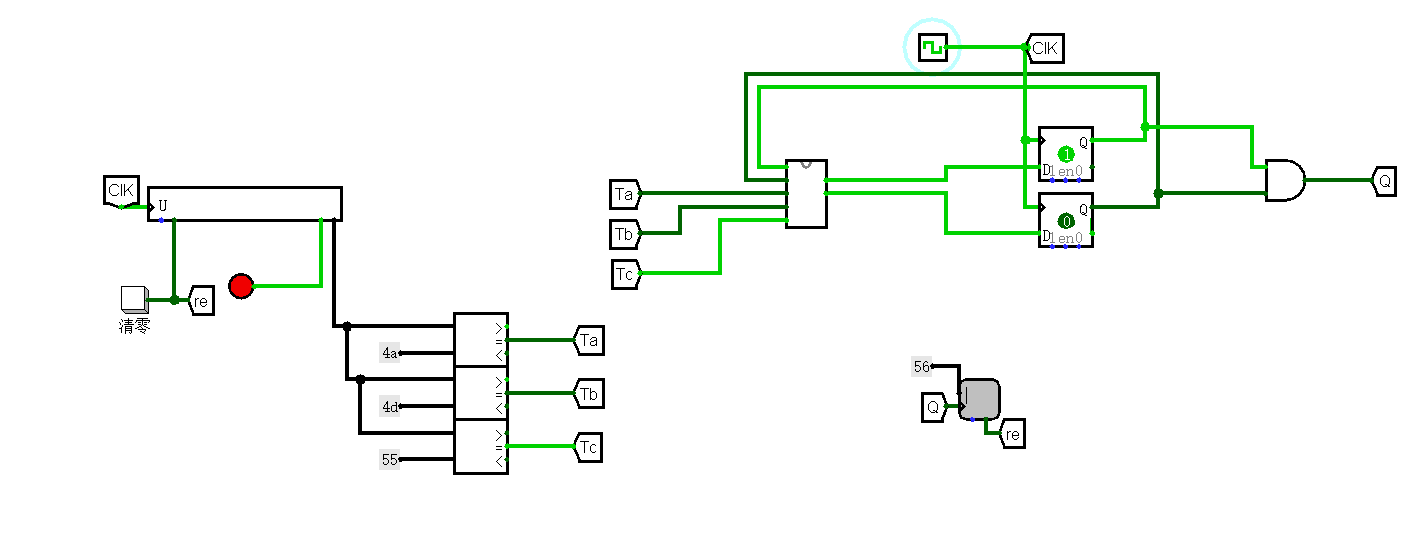 ClK
ClK
U
Q
1
D
1en0
Ta
Q
Q
Tb
0
D
1en0
Tc
re
清零
>
=
<
Ta
4a
>
=
<
Tb
4d
>
=
<
Tc
55
56
Q
re